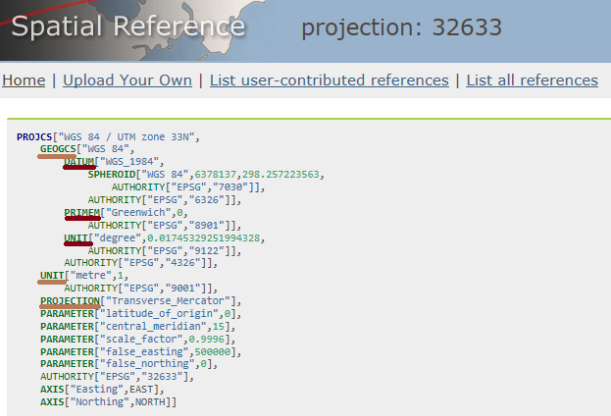 Spatial Reference projection: 32633
Home | Upload Your Own | List user-contributed references | List all references
PROJCS["WGS 84 / UTM zone 33N",
GEOGCS["WGS 84",
DATUM["WGS_1984",
SPHEROID["WGS 84",6378137,298.257223563,
AUTHORITY["EPSG","7030"]],
AUTHORITY["EPSG","6326"]],
PRIMEM["Greenwich",0,
AUTHORITY["EPSG","8901"]],
UNIT["degree",0.01745329251994328,
AUTHORITY["EPSG","9122"]],
AUTHORITY["EPSG","4326"]],
UNIT["metre",1,
AUTHORITY["EPSG","9001"]],
PROJECTION["Transverse_Mercator"],
PARAMETER["latitude_of_origin",0],
PARAMETER["central_meridian",15],
PARAMETER["scale_factor",0.9996],
PARAMETER["false_easting",500000],
PARAMETER["false_northing",0],
AUTHORITY["EPSG","32633"],
AXIS["Easting",EAST],
AXIS["Northing",NORTH]]